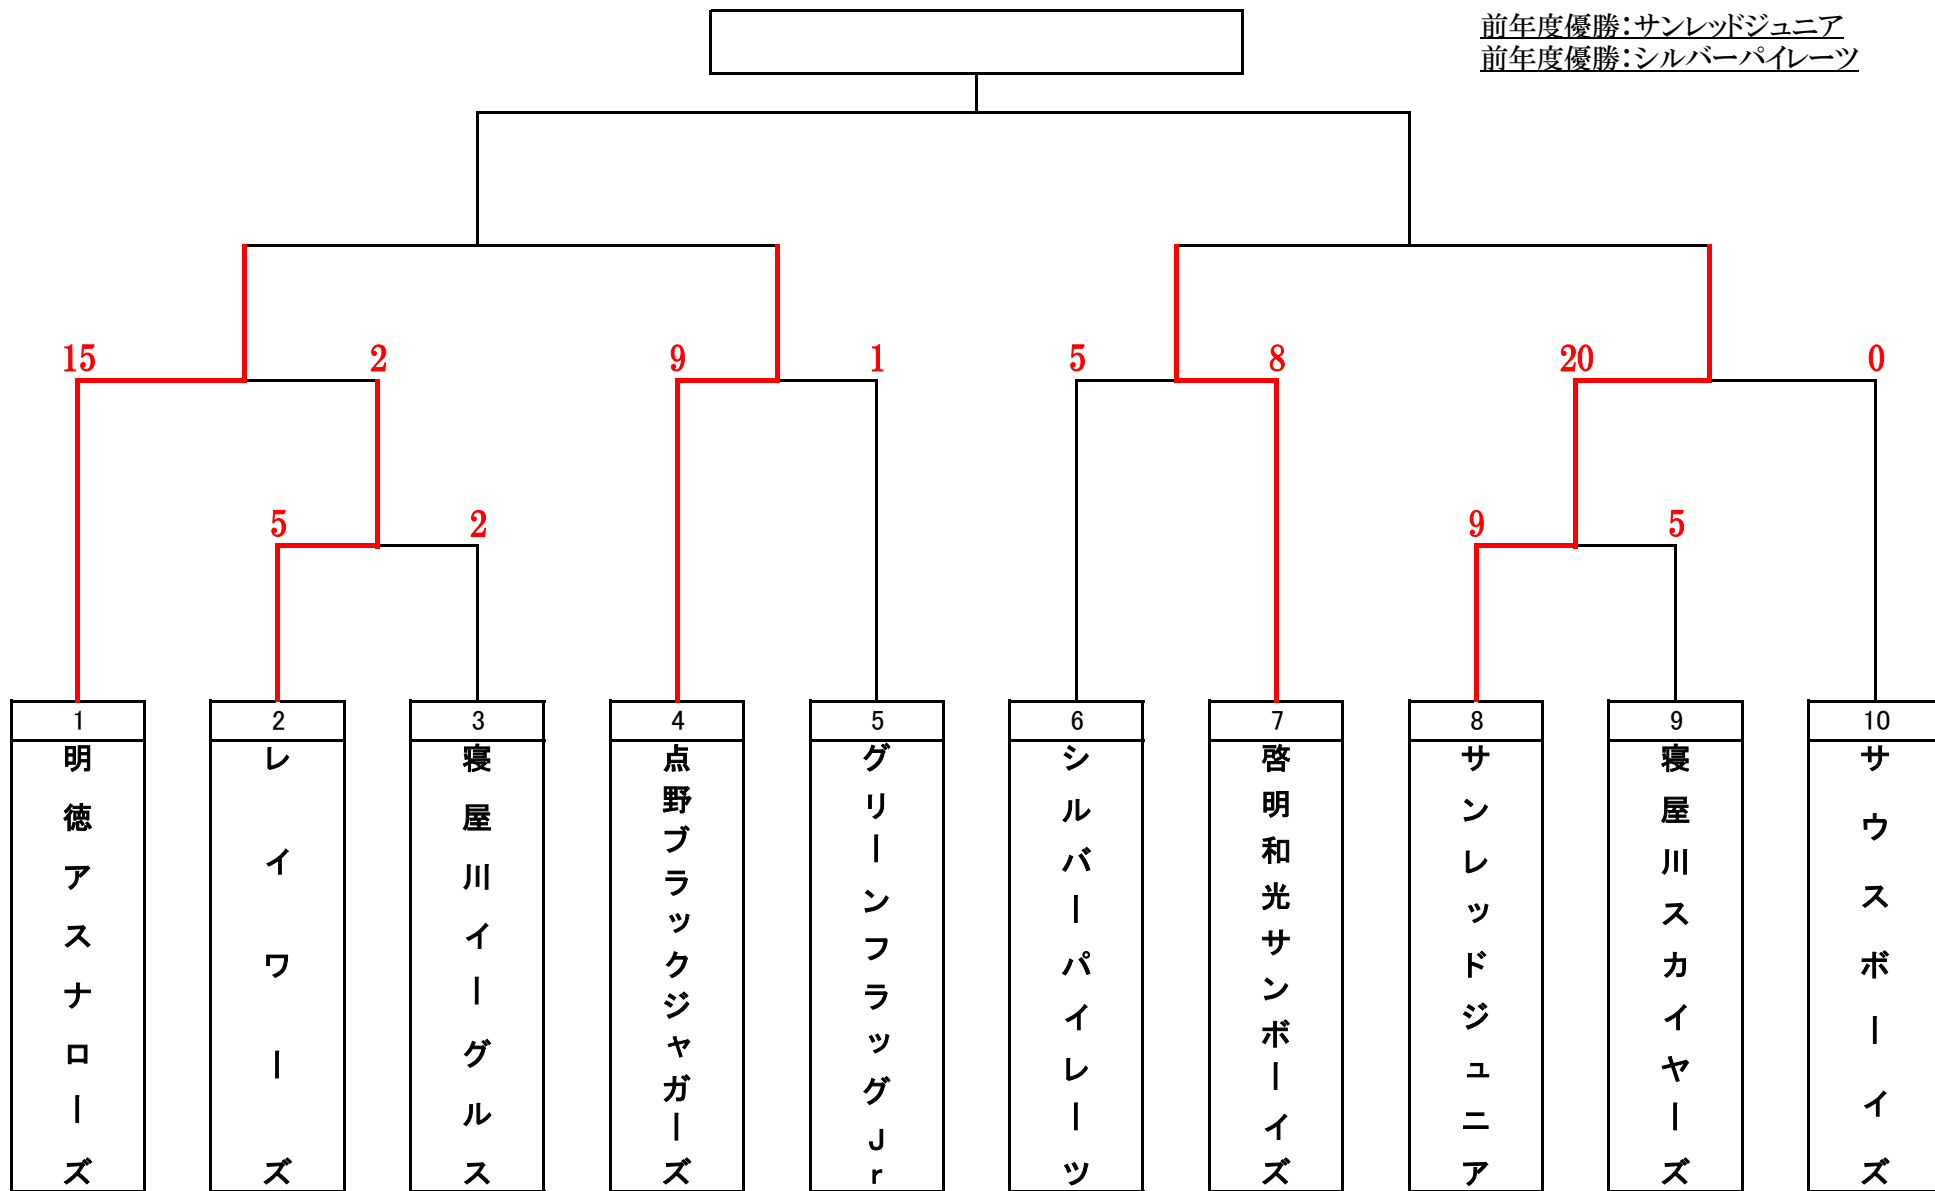 前年度優勝：サンレッドジュニア
前年度優勝：シルバーパイレーツ
15 2 9 1 5 8 20 0
5 2 9 5
1 2 3 4 5 6 7 8 9 10
明徳アスナローズ
レイワーズ
寝屋川イーグルス
点野ブラックジャガーズ
グリーンフラッグJr
シルバーパイレーツ
啓明和光サンボーイズ
サンレッドジュニア
寝屋川スカイヤーズ
サウスボーイズ